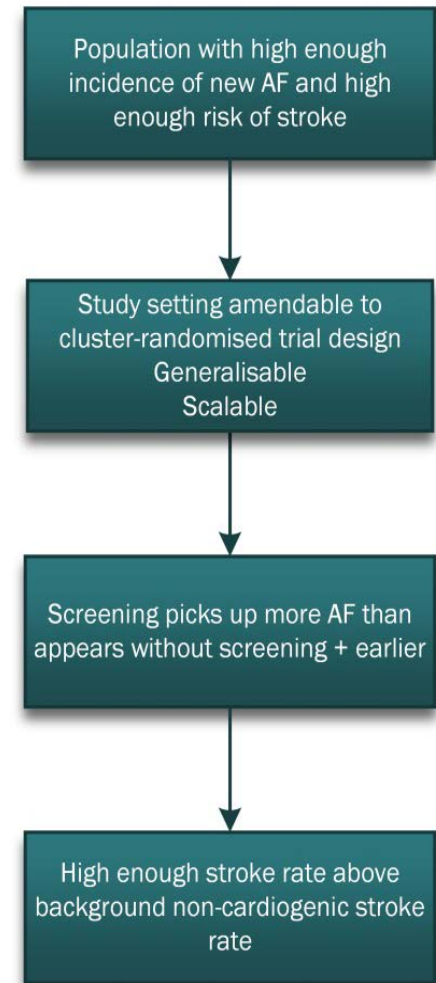 Population with high enough
incidence of new AF and high
enough risk of stroke
Study setting amendable to
cluster-randomised trial design
Generalisable
Scalable
Screening picks up more AF than
appears without screening + earlier
High enough stroke rate above
background non-cardiogenic stroke
rate